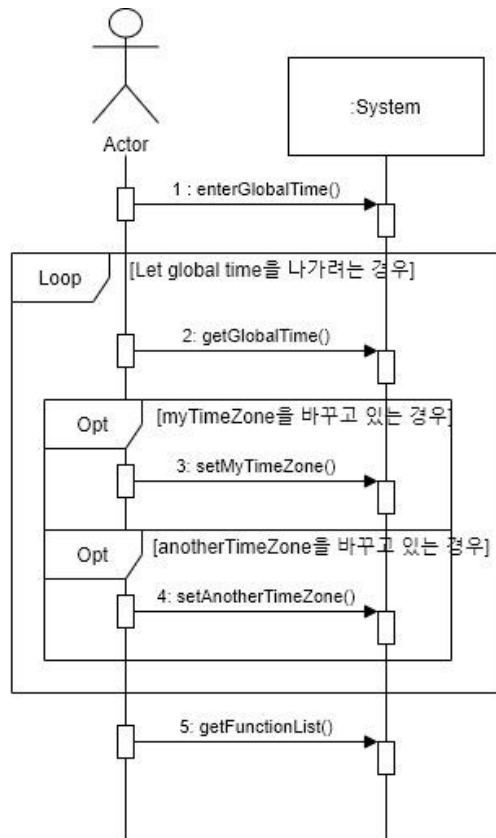 Actor
:System
1 : enterGlobalTime()
Loop
[Let global time을 나가려는 경우]
2: getGlobalTime()
Opt
[myTimeZone을 바꾸고 있는 경우]
3: setMyTimeZone()
Opt
[anotherTimeZone을 바꾸고 있는 경우]
4: setAnotherTimeZone()
5: getFunctionList()